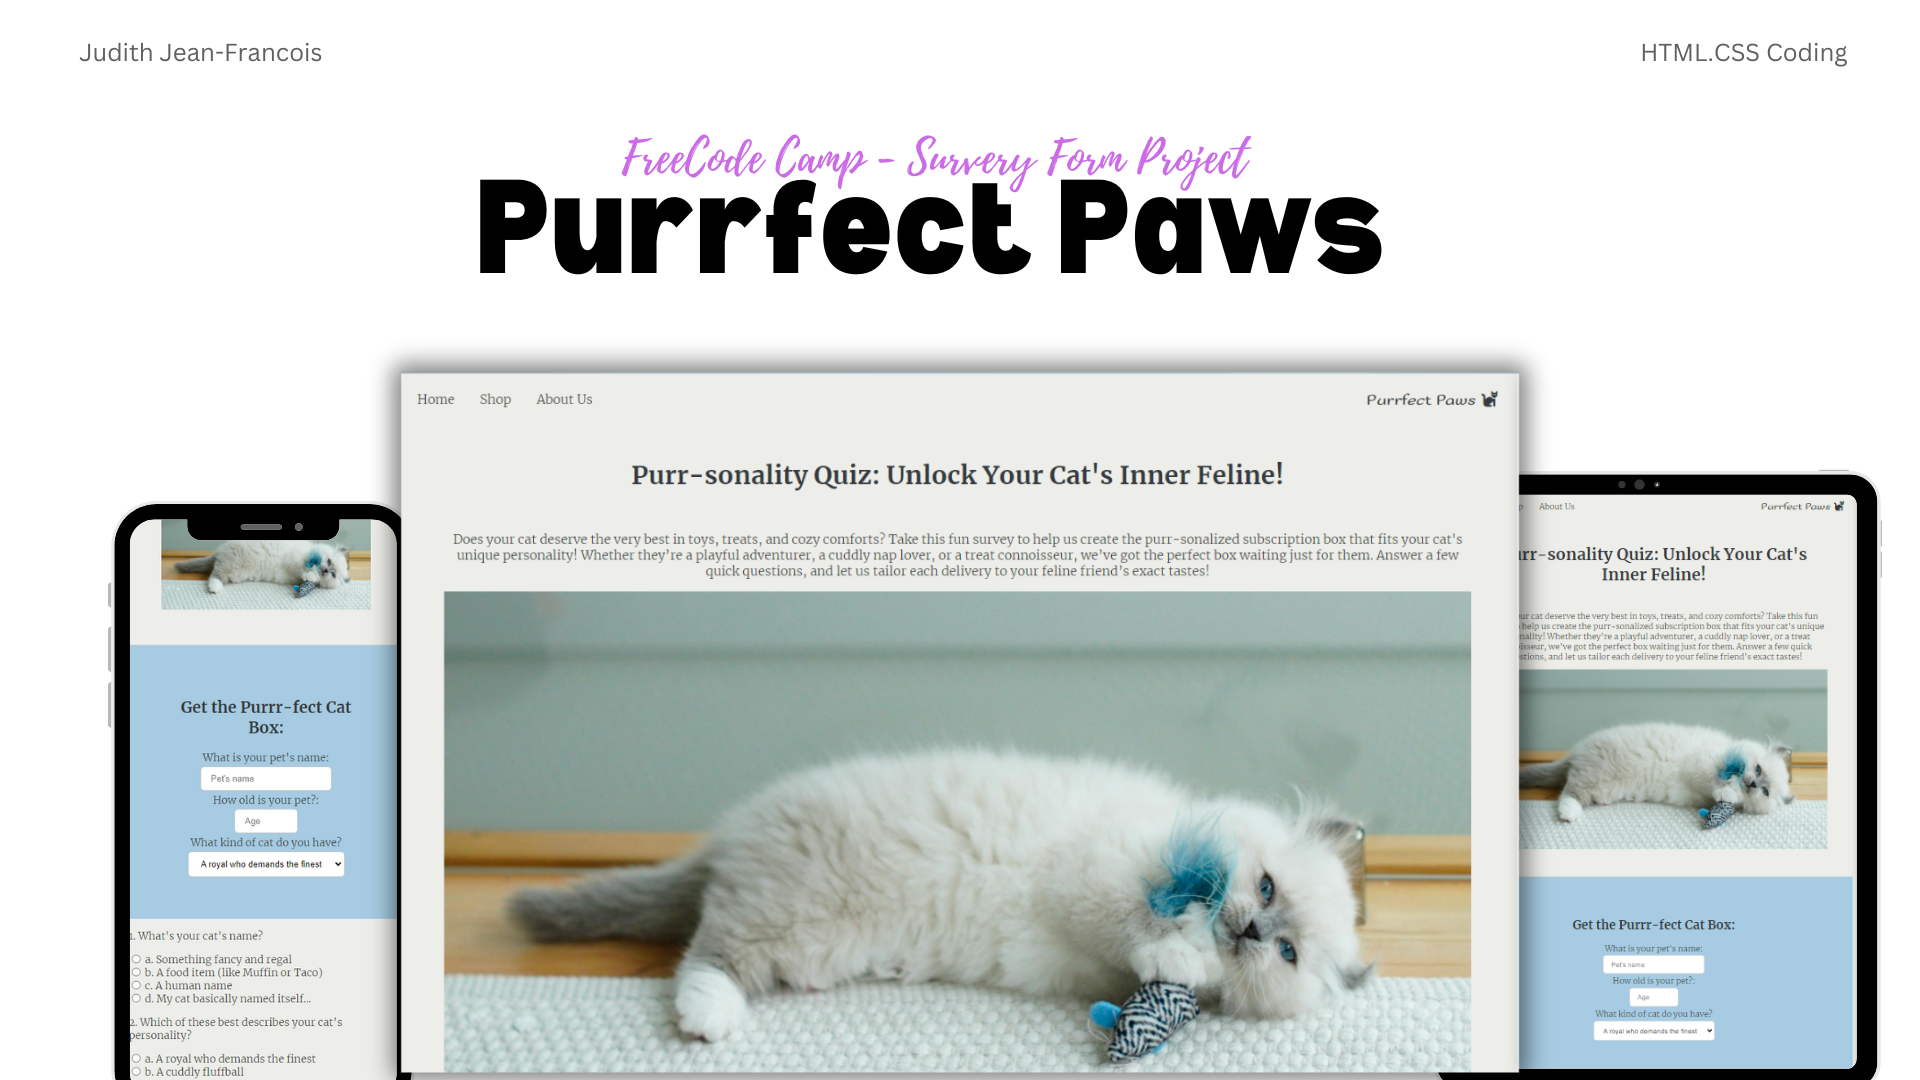 Judith Jean-Francois
HTML.CSS Coding
FreeCode Camp - Survery Form Project
Purrfect Paws
Home
Shop
About Us
Purrfect Paws
Purr-sonality Quiz: Unlock Your Cat's Inner Feline!
Does your cat deserve the very best in toys, treats, and cozy comforts? Take this fun survey to help us create the purr-sonalized subscription box that fits your cat's
unique personality! Whether they're a playful adventurer, a cuddly nap lover, or a treat connoisseur, we've got the perfect box waiting just for them. Answer a few
quick questions, and let us tailor each delivery to your feline friend's exact tastes!
Get the Purrr-fect Cat
Box:
What is your pet's name:
Pet's name
How old is your pet?:
Age
What kind of cat do you have?
A royal who demands the finest
1. What's your cat's name?
a. Something fancy and regal
b. A food item (like Muffin or Taco)
c. A human name
d. My cat basically named itself...
2. Which of these best describes your cat's
personality?
a. A royal who demands the finest
b. A cuddly fluffball
p
About Us
Purrfect Paws
rr-sonality Quiz: Unlock Your Cat's
Inner Feline!
ur cat deserve the very best in toys, treats, and cozy comforts? Take this fun
help us create the purr-sonalized subscription box that fits your cat's unique
nality! Whether they're a playful adventurer, a cuddly nap lover, or a treat
isseur, we've got the perfect box waiting just for them. Answer a few quick
stions, and let us tailor each delivery to your feline friend's exact tastes!
Get the Purrr-fect Cat Box:
What is your pet's name:
Pet's name
How old is your pet?:
Age
What kind of cat do you have?
A royal who demands the finest